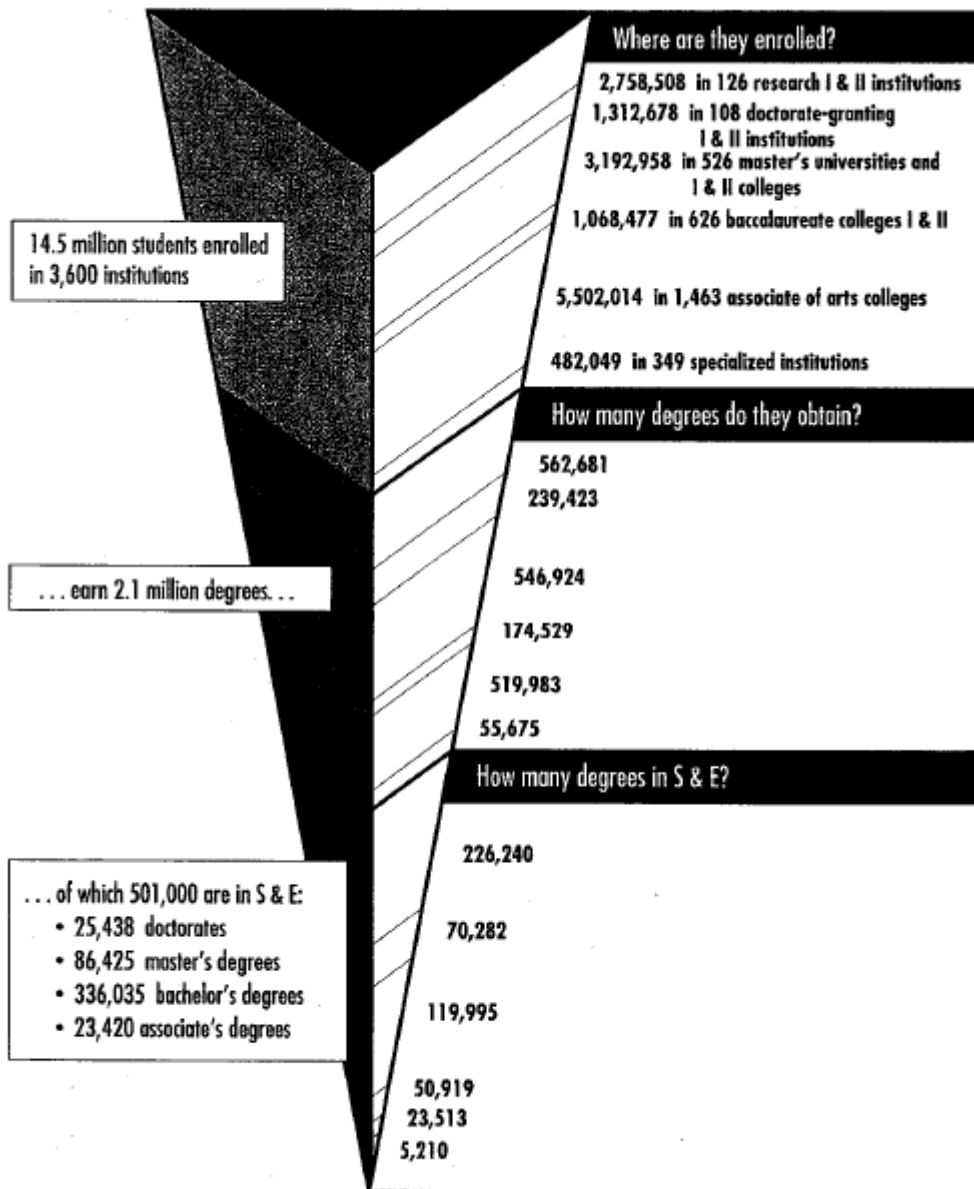 Where are they enrolled?
2,758,508 in 126 research I & II institutions
1,312,678 in 108 doctorate-granting
I & II institutions
3,192,958 in 526 master's universities and
I & II colleges
1,068,477 in 626 baccalaureate colleges I & II
5,502,014 in 1,463 associate of arts colleges
482,049 in 349 specialized institutions
14.5 million students enrolled
in 3,600 institutions
How many degrees do they obtain?
562,681
239,423
546,924
174,529
519,983
55,675
. . . earn 2.1 million degrees. . .
How many degrees in S & E?
226,240
70,282
119,995
50,919
23,513
5,210
. . . of which 501,000 are in S & E:
• 25,438 doctorates
• 86,425 master's degrees
• 336,035 bachelor's degrees
• 23,420 associate's degrees